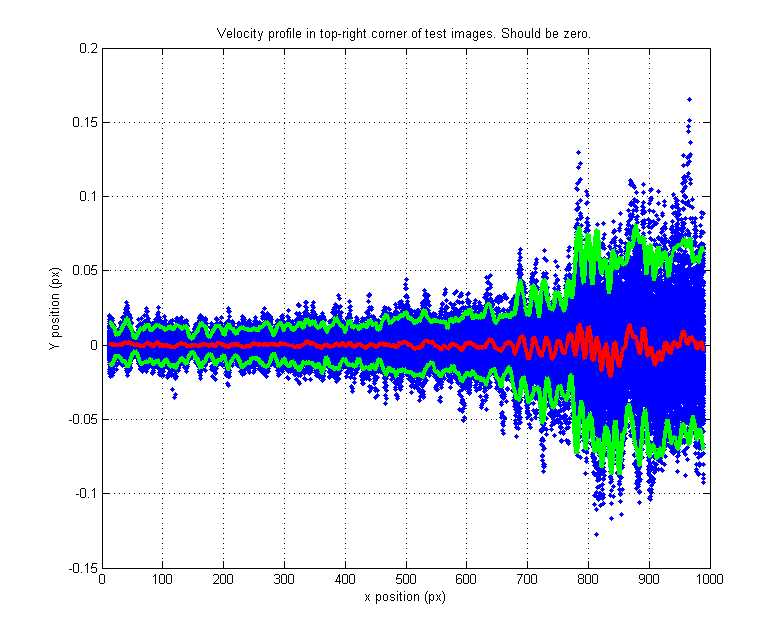 Velocity profile in top-right corner of test images. Should be zero.
0.2
0.15
0.1
0.05
0
-0.05
-0.1
-0.15
Y position (px)
0 100 200 300 400 500 600 700 800 900 1000
x position (px)